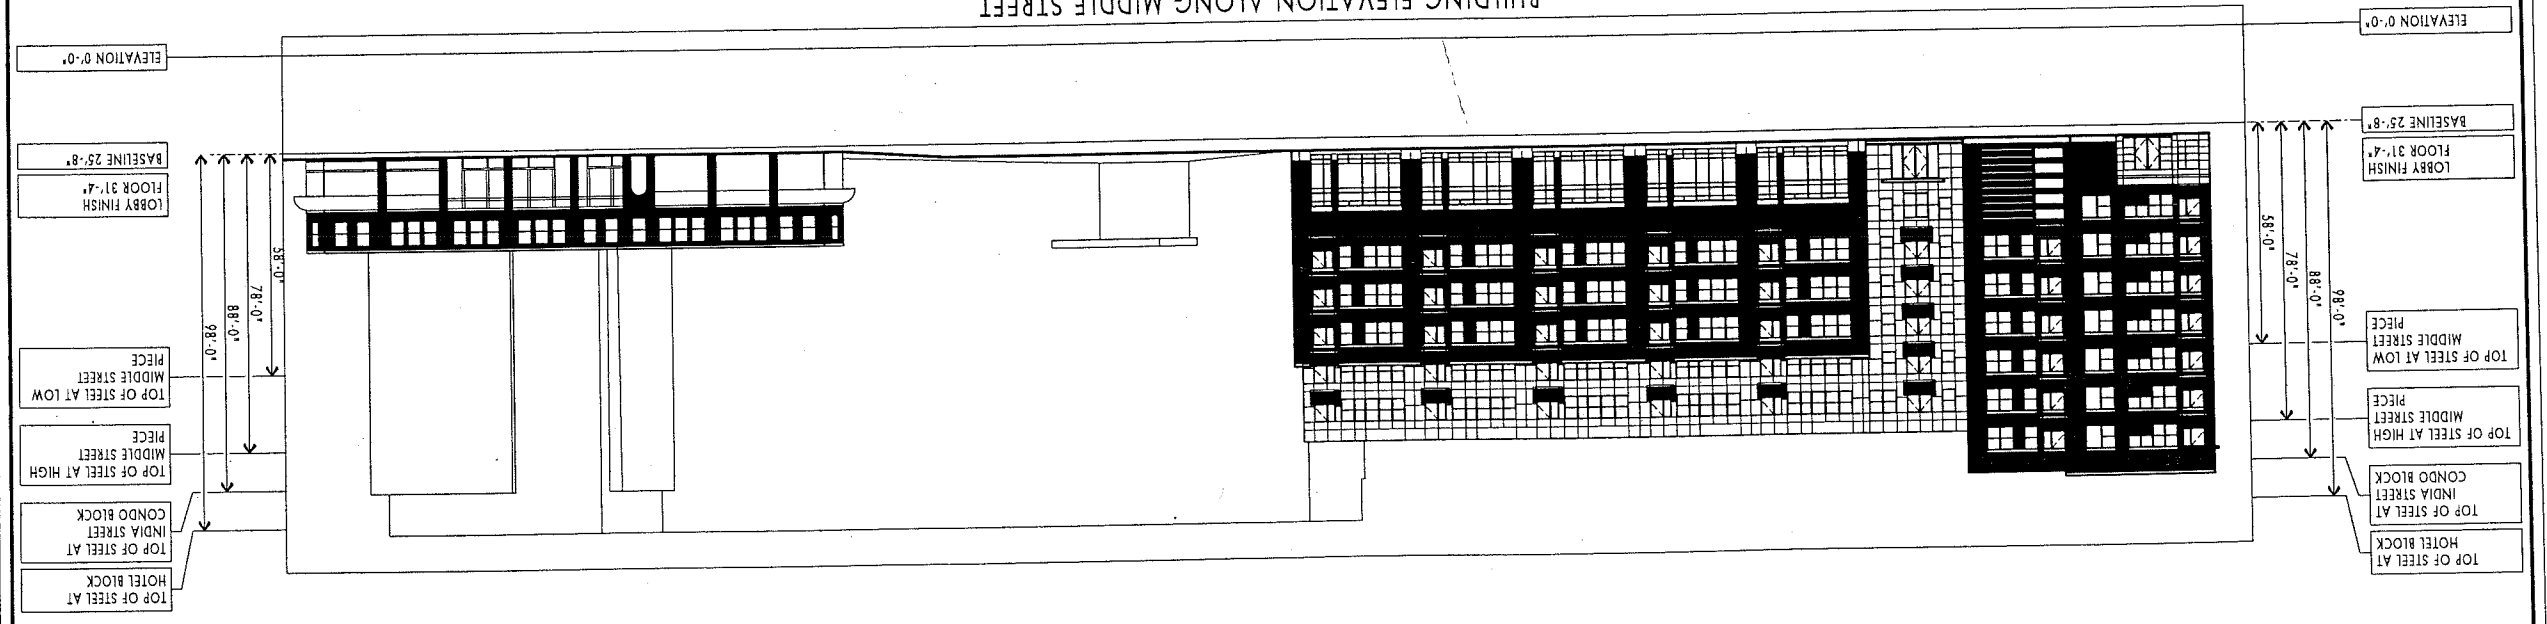 TOP OF STEEL AT
HOTEL BLOCK
TOP OF STEEL AT
INDIA STREET
CONDO BLOCK
TOP OF STEEL AT HIGH
MIDDLE STREET
PIECE
TOP OF STEEL AT LOW
MIDDLE STREET
PIECE
98'-0"
88'-0"
78'-0"
58'-0"
LOBBY FINISH
FLOOR 31'-4"
BASELINE 25'-8"
ELEVATION 0'-0"
TOP OF STEEL AT
HOTEL BLOCK
TOP OF STEEL AT
INDIA STREET
CONDO BLOCK
TOP OF STEEL AT HIGH
MIDDLE STREET
PIECE
TOP OF STEEL AT LOW
MIDDLE STREET
PIECE
58'-0"
78'-0"
88'-0"
98'-0"
LOBBY FINISH
FLOOR 31'-4"
BASELINE 25'-8"
ELEVATION 0'-0"
BUILDING ELEVATION ALONG MIDDLE STREET